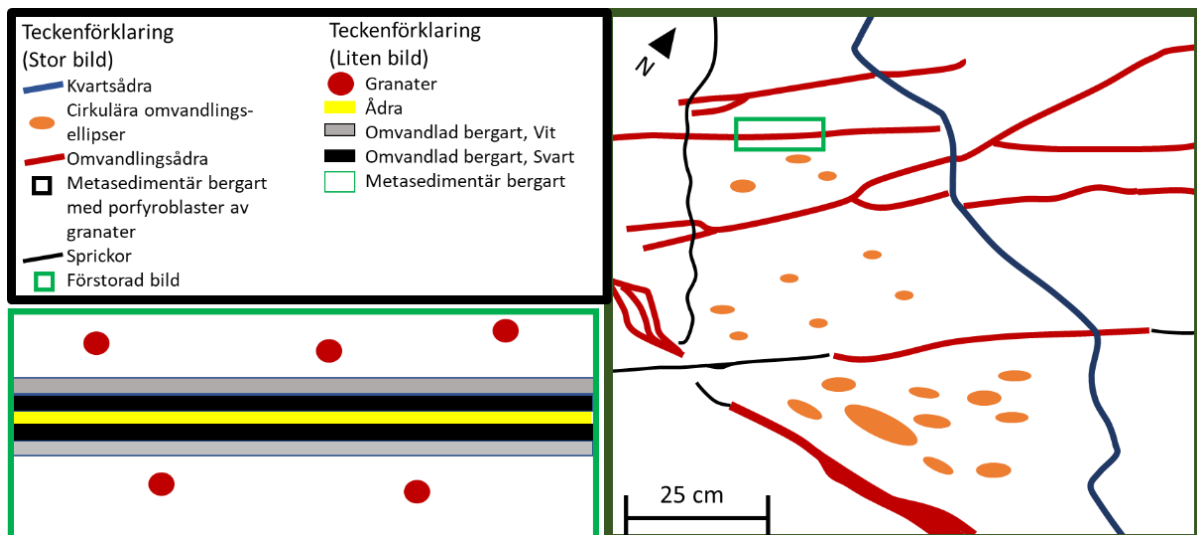 Teckenförklaring
(Stor bild)
Kvartsådra
Cirkulära omvandlings-
ellipser
Omvandlingsådra
Metasedimentär bergart
med porfyroblaster av
granater
Sprickor
Förstorad bild
Teckenförklaring
(Liten bild)
Granater
Ådra
Omvandlad bergart, Vit
Omvandlad bergart, Svart
Metasedimentär bergart
N
25 cm